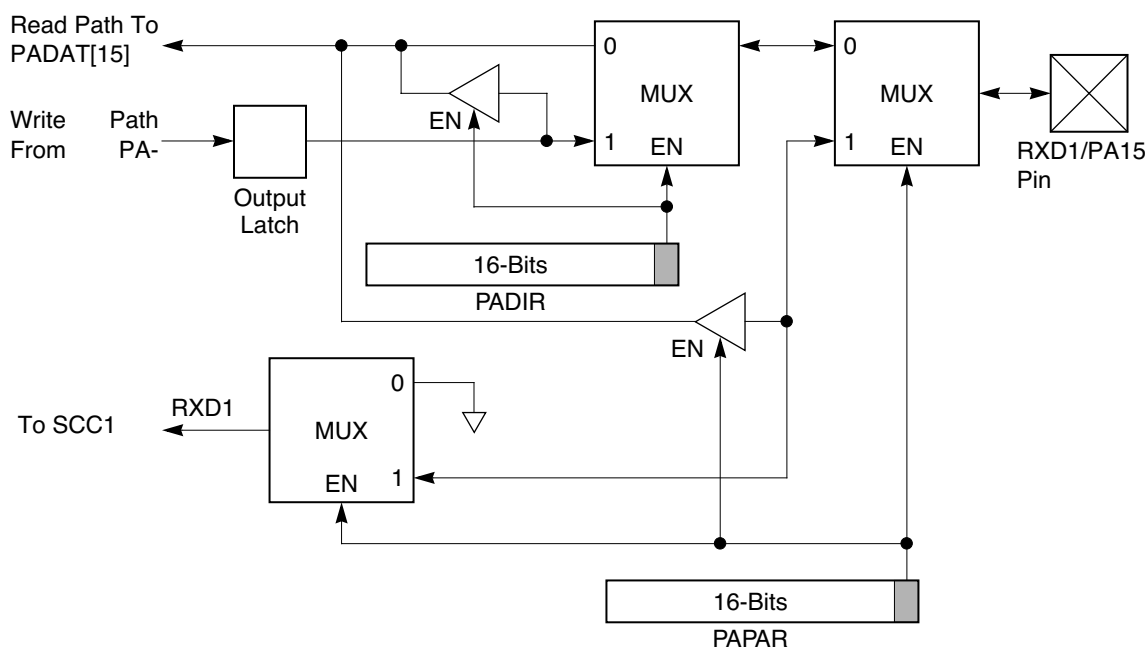 Read Path To
PADAT[15]
0
MUX
1
EN
0
MUX
1
EN
EN
Write Path
From PA-
Output
Latch
RXD1/PA15
Pin
16-Bits
PADIR
EN
0
RXD1
To SCC1
MUX
EN
1
16-Bits
PAPAR